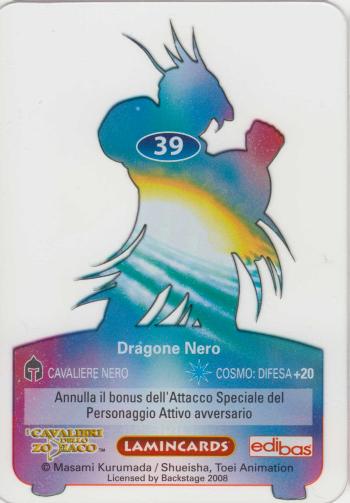 39
Dragone Nero
CAVALIERE NERO COSMO: DIFESA +20
Annulla il bonus dell'Attacco Speciale del
Personaggio Attivo avversario
I CAVALIERI
DELLO
ZODIACO™
LAMINCARDS®
edibas
© Masami Kurumada / Shueisha, Toei Animation
Licensed by Backstage 2008